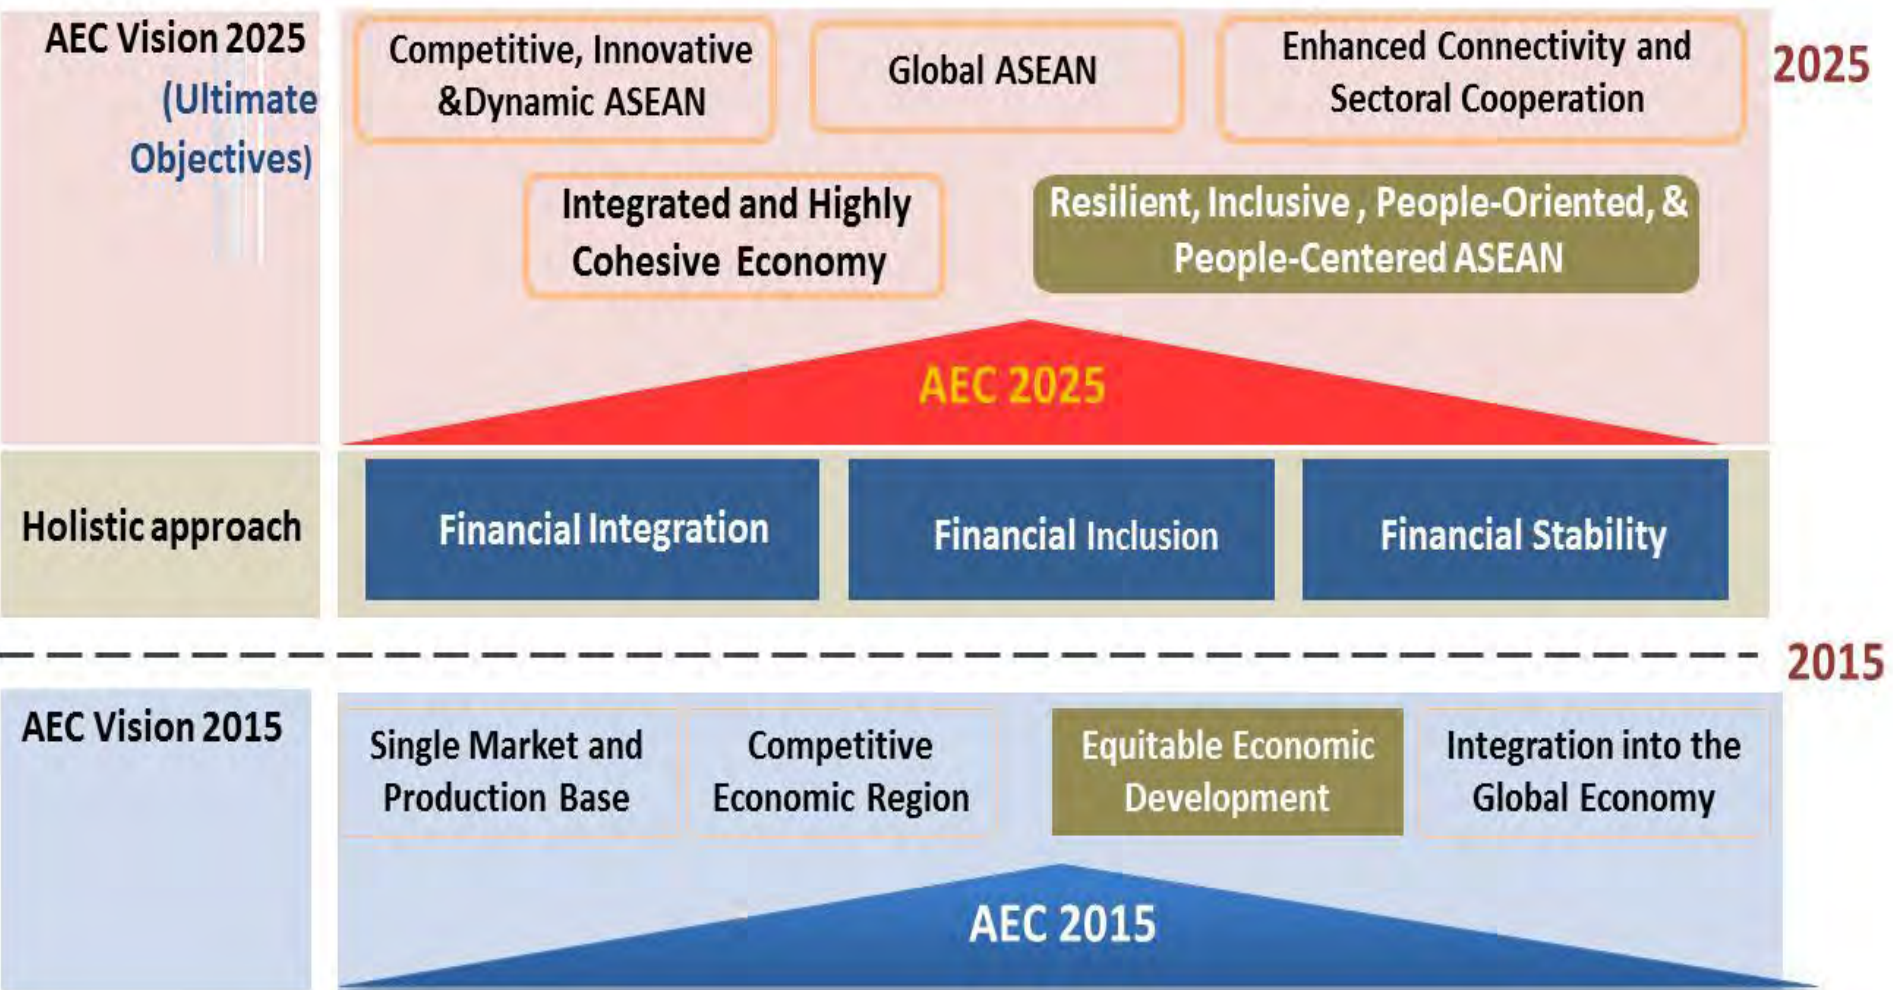 AEC Vision 2025
(Ultimate
Objectives)
Competitive, Innovative
&Dynamic ASEAN
Global ASEAN
Enhanced Connectivity and
Sectoral Cooperation
2025
Integrated and Highly
Cohesive Economy
Resilient, Inclusive , People-Oriented, &
People-Centered ASEAN
AEC 2025
Holistic approach
Financial Integration
Financial Inclusion
Financial Stability
2015
AEC Vision 2015
Single Market and
Production Base
Competitive
Economic Region
Equitable Economic
Development
Integration into the
Global Economy
AEC 2015